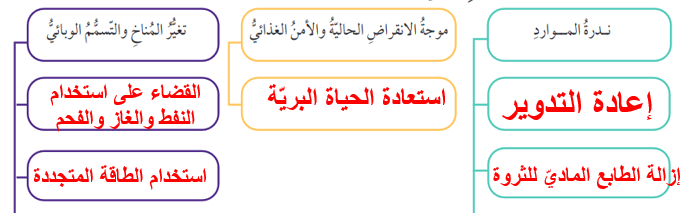 نـدرةُ المـــواردِ
إعادة التدوير
إزالة الطابع الماديّ للثروة
موجةُ الانقراضِ الحاليّةُ والأمنُ الغذائيُّ
استعادة الحياة البريّة
تغيُّرُ المُناخِ والتّسمُّمُ الوبائيُّ
القضاء على استخدام
النفط والغاز والفحم
استخدام الطاقة المتجددة